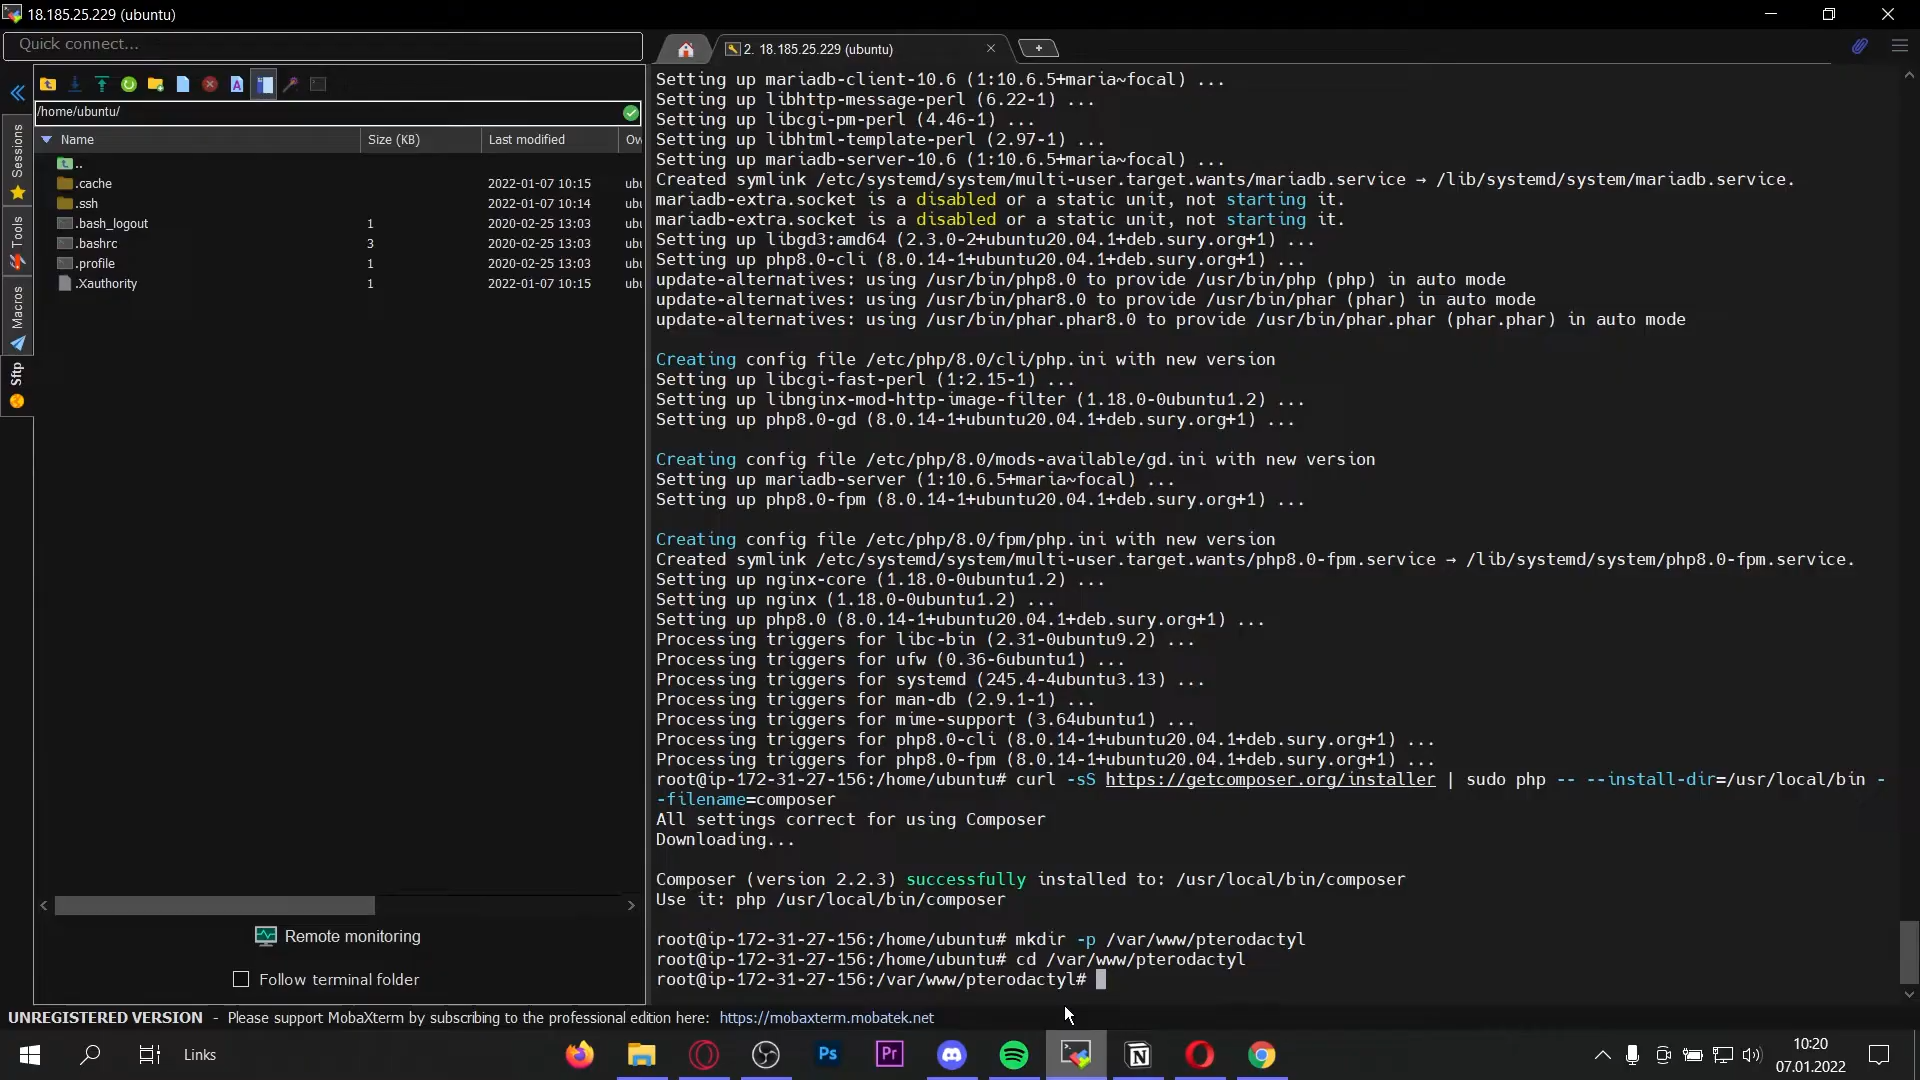 18.185.25.229 (ubuntu)
Quick connect...
2. 18.185.25.229 (ubuntu)
/home/ubuntu/
Name
Size (KB)
Last modified
Ow
..
.cache 2022-01-07 10:15 ubu
.ssh 2022-01-07 10:14 ubu
.bash_logout 1 2020-02-25 13:03 ubu
.bashrc 3 2020-02-25 13:03 ubu
.profile 1 2020-02-25 13:03 ubu
.Xauthority 1 2022-01-07 10:15 ubu
Sessions
Tools
Macros
Sftp
Remote monitoring
Follow terminal folder
Setting up mariadb-client-10.6 (1:10.6.5+maria~focal) ...
Setting up libhttp-message-perl (6.22-1) ...
Setting up libcgi-pm-perl (4.46-1) ...
Setting up libhtml-template-perl (2.97-1) ...
Setting up mariadb-server-10.6 (1:10.6.5+maria~focal) ...
Created symlink /etc/systemd/system/multi-user.target.wants/mariadb.service → /lib/systemd/system/mariadb.service.
mariadb-extra.socket is a disabled or a static unit, not starting it.
mariadb-extra.socket is a disabled or a static unit, not starting it.
Setting up libgd3:amd64 (2.3.0-2+ubuntu20.04.1+deb.sury.org+1) ...
Setting up php8.0-cli (8.0.14-1+ubuntu20.04.1+deb.sury.org+1) ...
update-alternatives: using /usr/bin/php8.0 to provide /usr/bin/php (php) in auto mode
update-alternatives: using /usr/bin/phar8.0 to provide /usr/bin/phar (phar) in auto mode
update-alternatives: using /usr/bin/phar.phar8.0 to provide /usr/bin/phar.phar (phar.phar) in auto mode
Creating config file /etc/php/8.0/cli/php.ini with new version
Setting up libcgi-fast-perl (1:2.15-1) ...
Setting up libnginx-mod-http-image-filter (1.18.0-0ubuntu1.2) ...
Setting up php8.0-gd (8.0.14-1+ubuntu20.04.1+deb.sury.org+1) ...
Creating config file /etc/php/8.0/mods-available/gd.ini with new version
Setting up mariadb-server (1:10.6.5+maria~focal) ...
Setting up php8.0-fpm (8.0.14-1+ubuntu20.04.1+deb.sury.org+1) ...
Creating config file /etc/php/8.0/fpm/php.ini with new version
Created symlink /etc/systemd/system/multi-user.target.wants/php8.0-fpm.service → /lib/systemd/system/php8.0-fpm.service.
Setting up nginx-core (1.18.0-0ubuntu1.2) ...
Setting up nginx (1.18.0-0ubuntu1.2) ...
Setting up php8.0 (8.0.14-1+ubuntu20.04.1+deb.sury.org+1) ...
Processing triggers for libc-bin (2.31-0ubuntu9.2) ...
Processing triggers for ufw (0.36-6ubuntu1) ...
Processing triggers for systemd (245.4-4ubuntu3.13) ...
Processing triggers for man-db (2.9.1-1) ...
Processing triggers for mime-support (3.64ubuntu1) ...
Processing triggers for php8.0-cli (8.0.14-1+ubuntu20.04.1+deb.sury.org+1) ...
Processing triggers for php8.0-fpm (8.0.14-1+ubuntu20.04.1+deb.sury.org+1) ...
root@ip-172-31-27-156:/home/ubuntu# curl -sS https://getcomposer.org/installer | sudo php -- --install-dir=/usr/local/bin -
-filename=composer
All settings correct for using Composer
Downloading...
Composer (version 2.2.3) successfully installed to: /usr/local/bin/composer
Use it: php /usr/local/bin/composer
root@ip-172-31-27-156:/home/ubuntu# mkdir -p /var/www/pterodactyl
root@ip-172-31-27-156:/home/ubuntu# cd /var/www/pterodactyl
root@ip-172-31-27-156:/var/www/pterodactyl#
UNREGISTERED VERSION - Please support MobaXterm by subscribing to the professional edition here: https://mobaxterm.mobatek.net
Links
Ps
Pr
10:20
07.01.2022